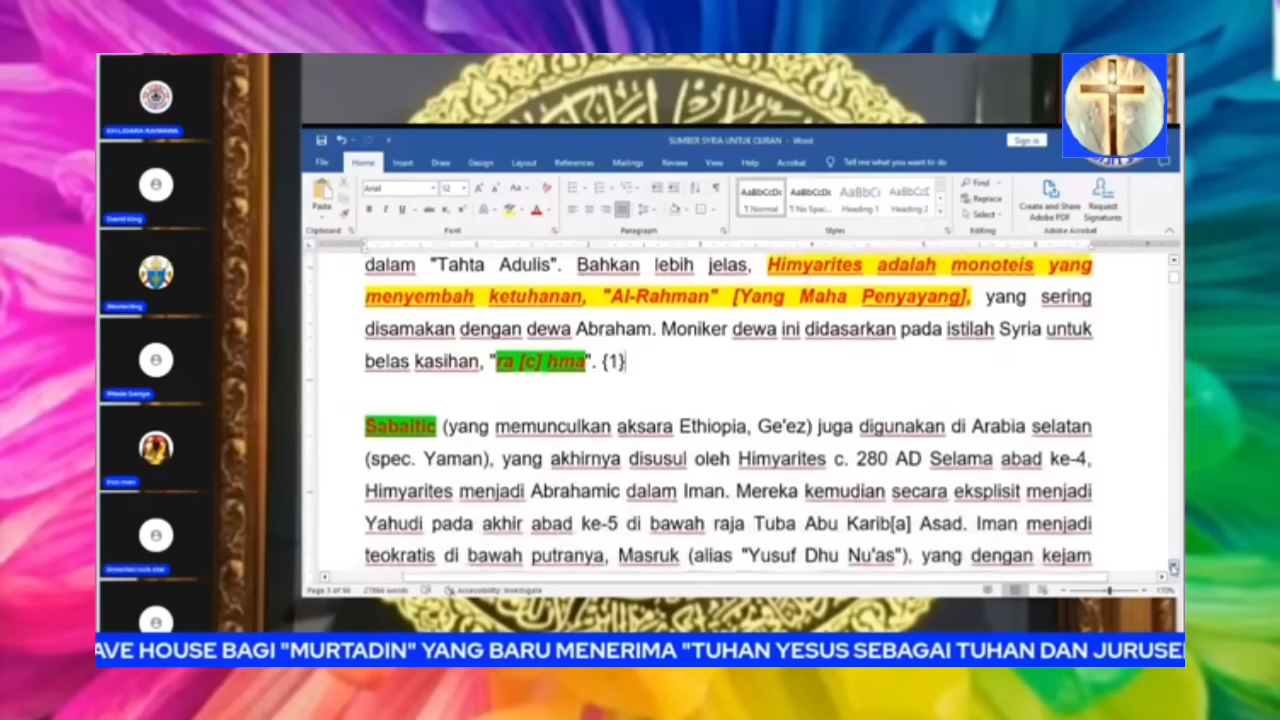 SUMBER SYRIA UNTUK QURAN - Word
Sign in
File Home Insert Draw Design Layout References Mailings Review View Help Acrobat Tell me what you want to do
Paste
Arial
12
AaBbCcDc AaBbCcDc AaBbC AaBbCcC
¶ Normal ¶ No Spac... Heading 1 Heading 2
Find
Replace
Select
Create and Share Adobe PDF
Request Signatures
Clipboard Font Paragraph Styles Editing Adobe Acrobat
David King
dalam "Tahta Adulis". Bahkan lebih jelas, Himyarites adalah monoteis yang
menyembah ketuhanan, "Al-Rahman" [Yang Maha Penyayang], yang sering
disamakan dengan dewa Abraham. Moniker dewa ini didasarkan pada istilah Syria untuk
belas kasihan, "ra [c] hma". {1}
Sabaitic (yang memunculkan aksara Ethiopia, Ge'ez) juga digunakan di Arabia selatan
(spec. Yaman), yang akhirnya disusul oleh Himyarites c. 280 AD Selama abad ke-4,
Himyarites menjadi Abrahamic dalam Iman. Mereka kemudian secara eksplisit menjadi
Yahudi pada akhir abad ke-5 di bawah raja Tuba Abu Karib[a] Asad. Iman menjadi
teokratis di bawah putranya, Masruk (alias "Yusuf Dhu Nu'as"), yang dengan kejam
Accessibility: Investigate
170%
AVE HOUSE BAGI "MURTADIN" YANG BARU MENERIMA "TUHAN YESUS SEBAGAI TUHAN DAN JURUSE